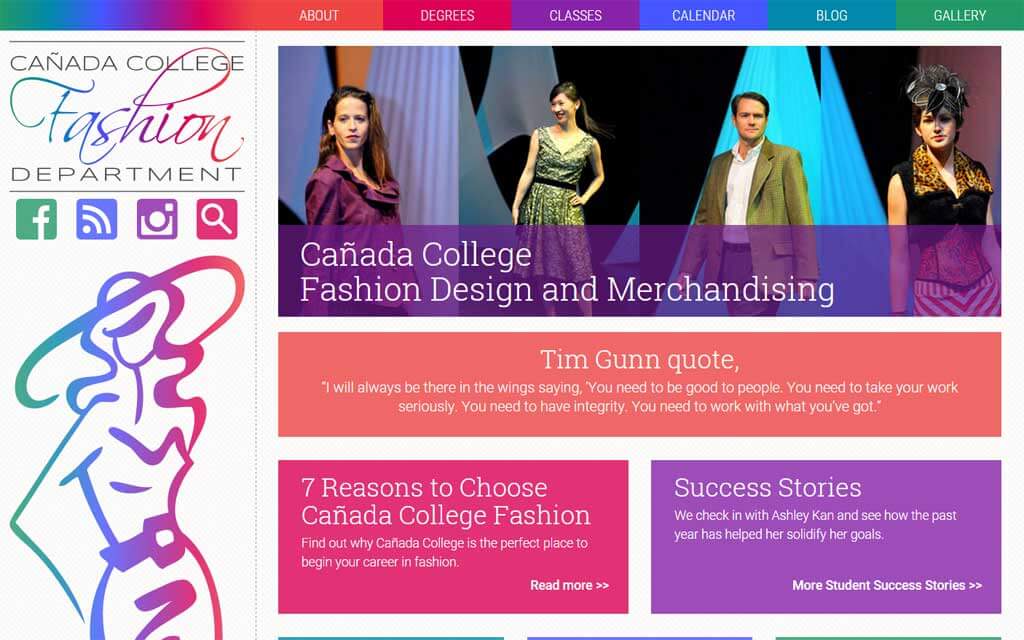 ABOUT
DEGREES
CLASSES
CALENDAR
BLOG
GALLERY
CAÑADA COLLEGE
Fashion
DEPARTMENT
Cañada College
Fashion Design and Merchandising
Tim Gunn quote,
“I will always be there in the wings saying, ‘You need to be good to people. You need to take your work
seriously. You need to have integrity. You need to work with what you’ve got.”
7 Reasons to Choose
Cañada College Fashion
Find out why Cañada College is the perfect place to
begin your career in fashion.
Read more >>
Success Stories
We check in with Ashley Kan and see how the past
year has helped her solidify her goals.
More Student Success Stories >>